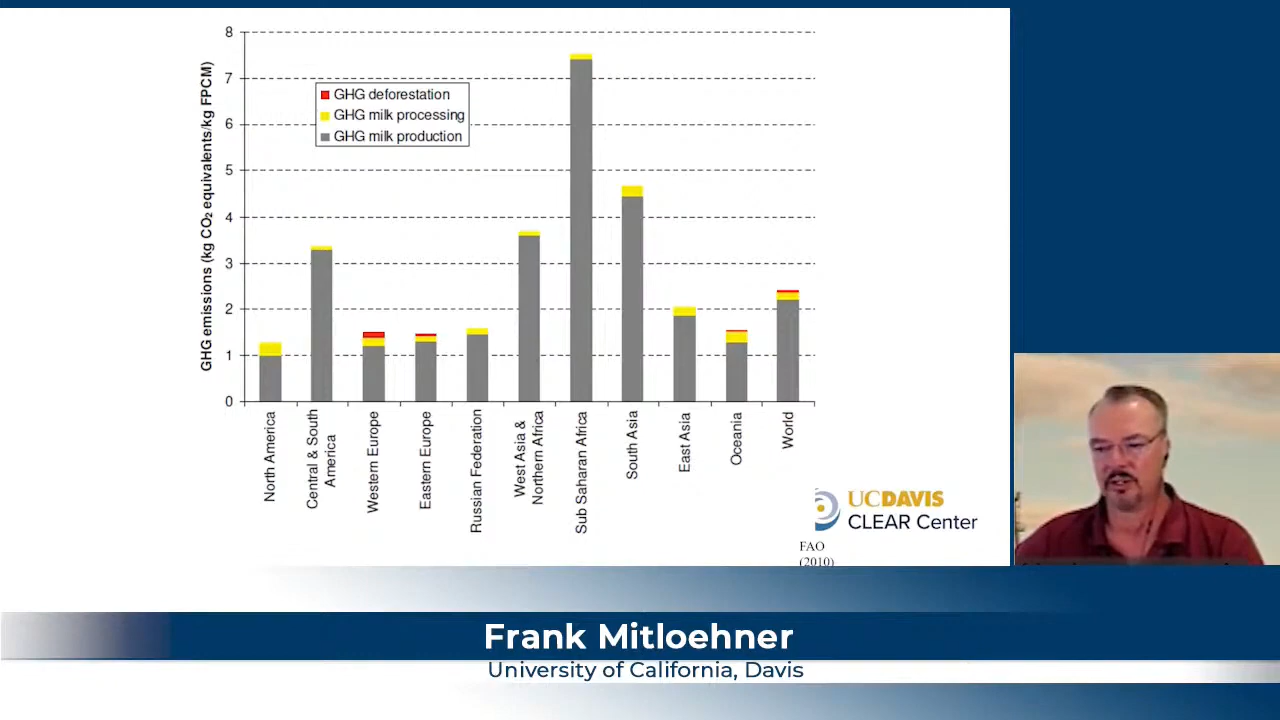 8
7
6
5
4
3
2
1
0
GHG emissions (kg CO₂ equivalents/kg FPCM)
GHG deforestation
GHG milk processing
GHG milk production
North America
Central & South
America
Western Europe
Eastern Europe
Russian Federation
West Asia &
Northern Africa
Sub Saharan Africa
South Asia
East Asia
Oceania
World
UCDAVIS
CLEAR Center
FAO
(2010)
Frank Mitloehner
University of California, Davis